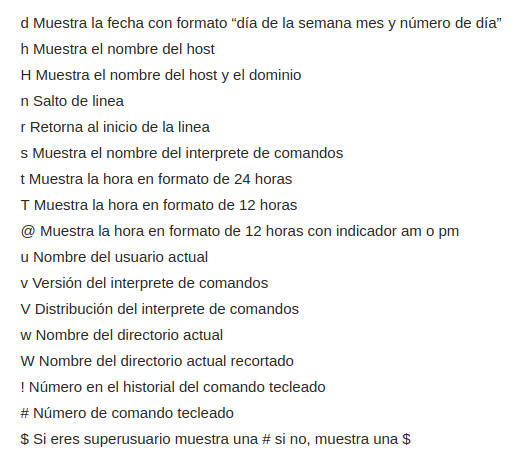 d Muestra la fecha con formato “día de la semana mes y número de día”
h Muestra el nombre del host
H Muestra el nombre del host y el dominio
n Salto de linea
r Retorna al inicio de la linea
s Muestra el nombre del interprete de comandos
t Muestra la hora en formato de 24 horas
T Muestra la hora en formato de 12 horas
@ Muestra la hora en formato de 12 horas con indicador am o pm
u Nombre del usuario actual
v Versión del interprete de comandos
V Distribución del interprete de comandos
w Nombre del directorio actual
W Nombre del directorio actual recortado
! Número en el historial del comando tecleado
# Número de comando tecleado
$ Si eres superusuario muestra una # si no, muestra una $